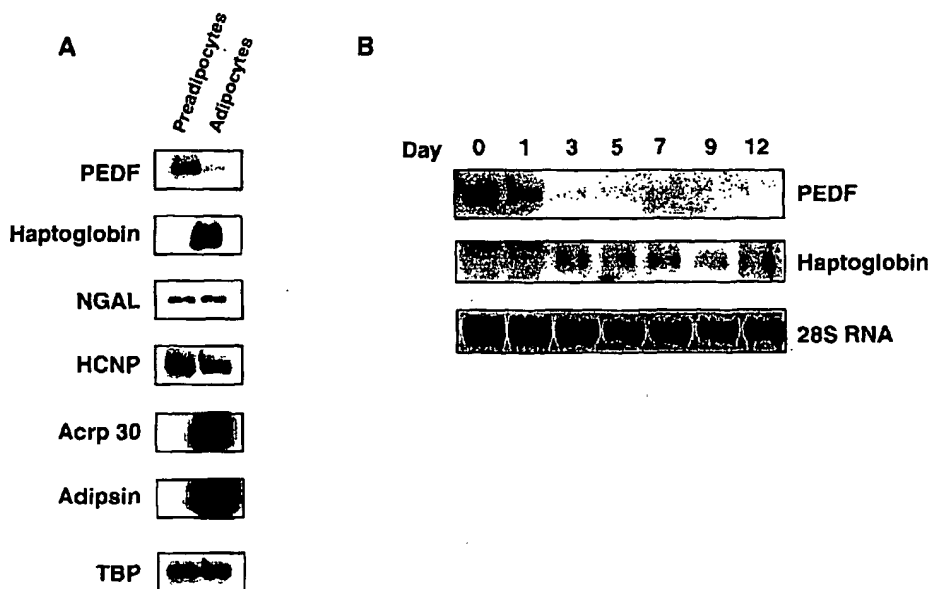 A
Preadipocytes
Adipocytes
PEDF
Haptoglobin
NGAL
HCNP
Acrp 30
Adipsin
TBP
B
Day 0 1 3 5 7 9 12
PEDF
Haptoglobin
28S RNA